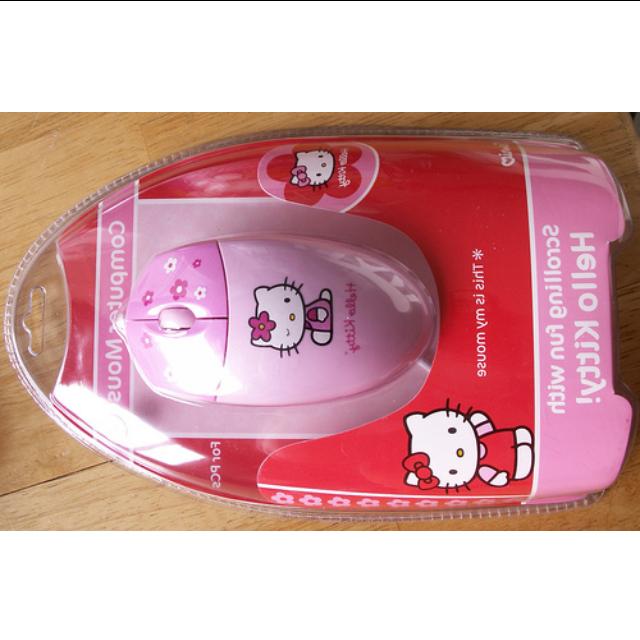 Computer Mouse
For PCs
Hello
Kitty
Hello Kitty
* This is my mouse
Scrolling fun with
Hello Kitty!